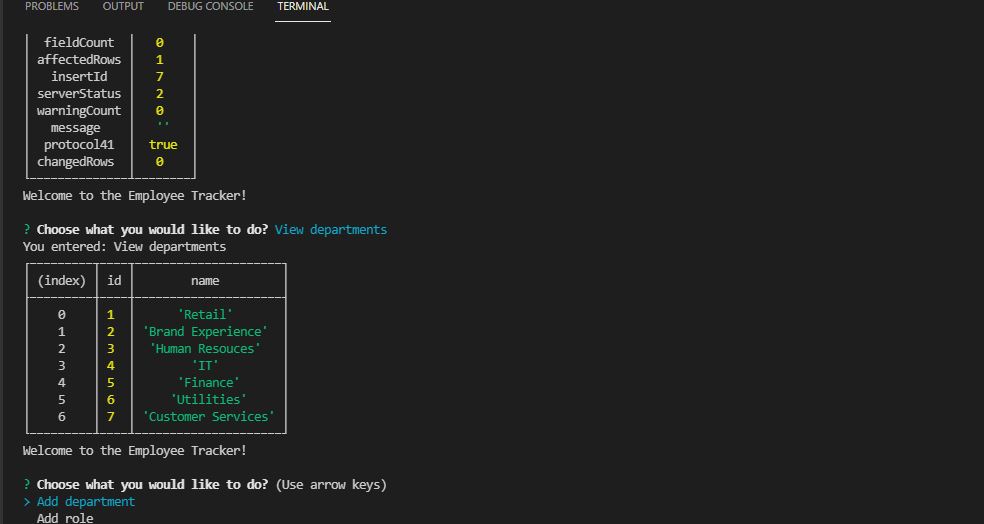 PROBLEMS OUTPUT DEBUG CONSOLE TERMINAL
fieldCount 0
affectedRows 1
insertId 7
serverStatus 2
warningCount 0
message ''
protocol41 true
changedRows 0
Welcome to the Employee Tracker!
? Choose what you would like to do? View departments
You entered: View departments
(index) id name
0 1 'Retail'
1 2 'Brand Experience'
2 3 'Human Resouces'
3 4 'IT'
4 5 'Finance'
5 6 'Utilities'
6 7 'Customer Services'
Welcome to the Employee Tracker!
? Choose what you would like to do? (Use arrow keys)
> Add department
Add role